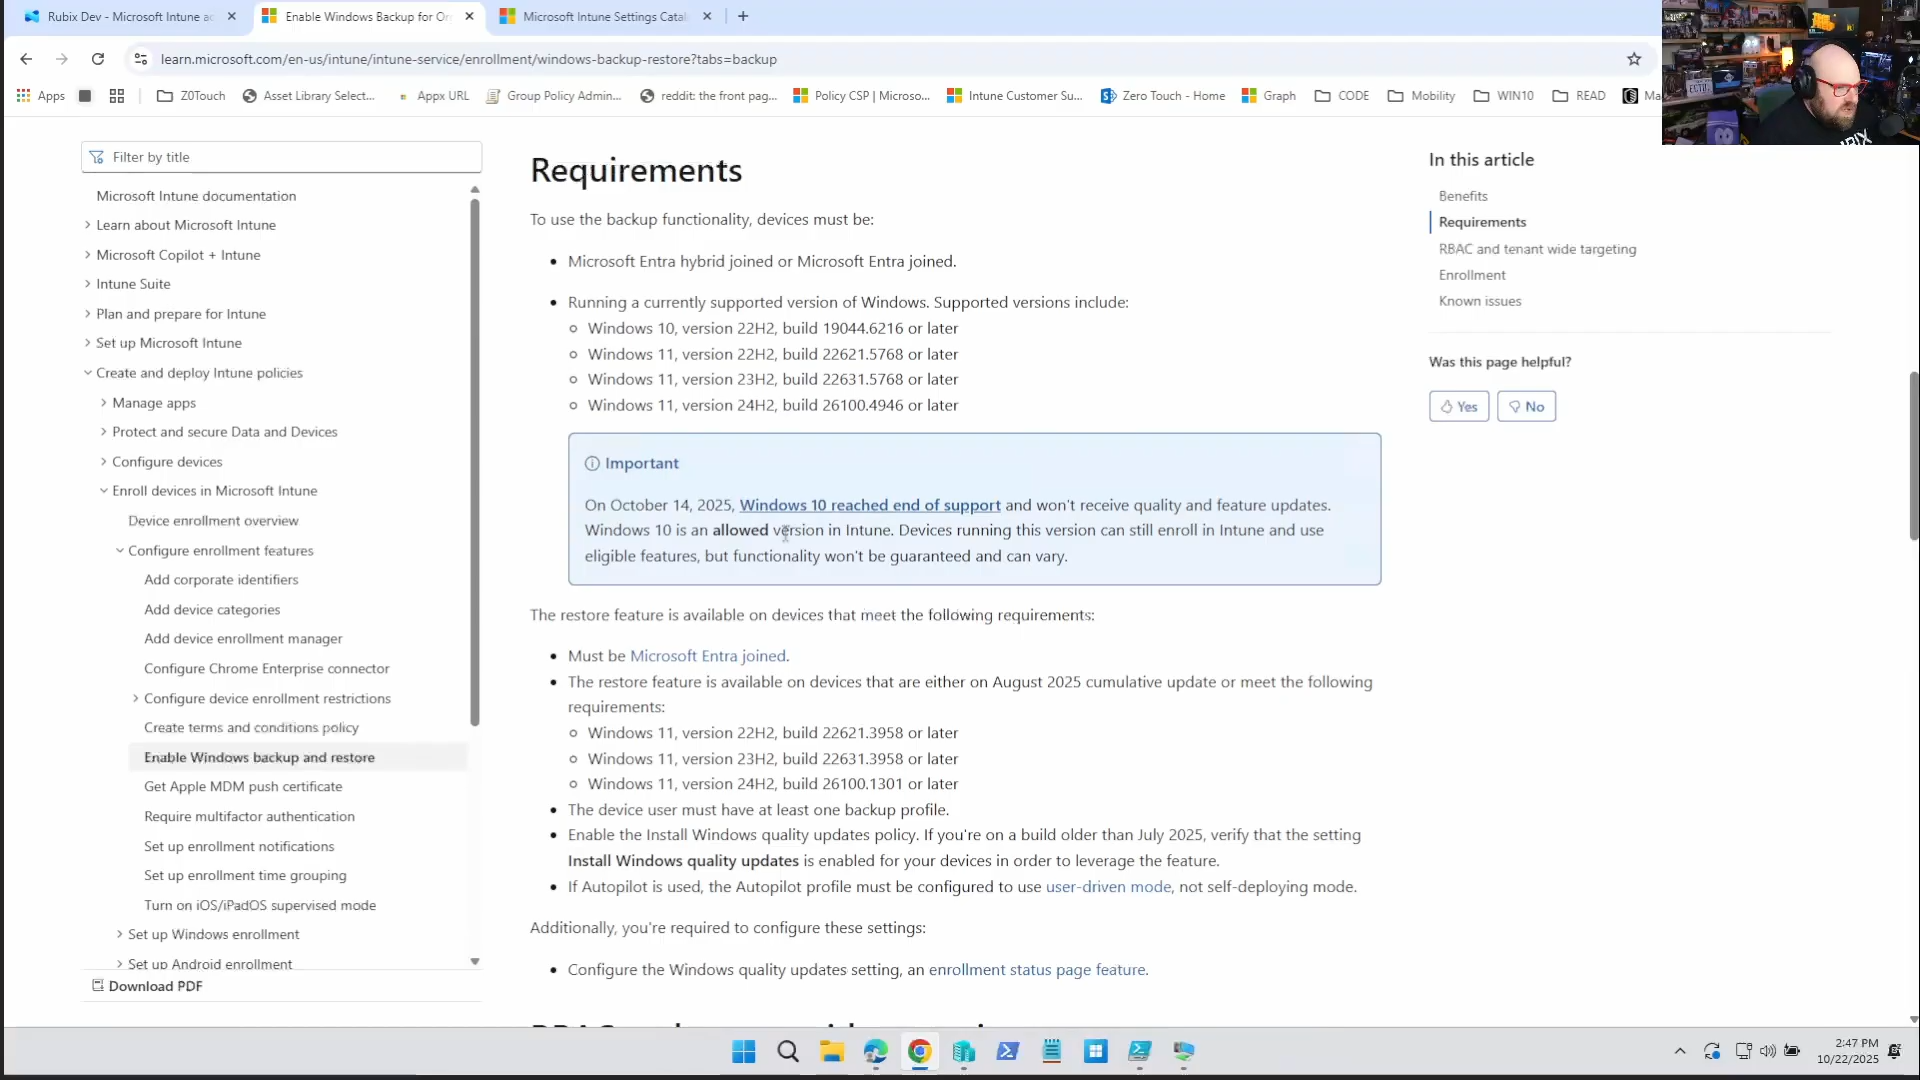 Rubix Dev - Microsoft Intune ac
Enable Windows Backup for Or
Microsoft Intune Settings Catal
learn.microsoft.com/en-us/intune/intune-service/enrollment/windows-backup-restore?tabs=backup
Apps
Z0Touch
Asset Library Select...
Appx URL
Group Policy Admin...
reddit: the front pag...
Policy CSP | Microso...
Intune Customer Su...
Zero Touch - Home
Graph
CODE
Mobility
WIN10
READ
Ma
Filter by title
Microsoft Intune documentation
Learn about Microsoft Intune
Microsoft Copilot + Intune
Intune Suite
Plan and prepare for Intune
Set up Microsoft Intune
Create and deploy Intune policies
Manage apps
Protect and secure Data and Devices
Configure devices
Enroll devices in Microsoft Intune
Device enrollment overview
Configure enrollment features
Add corporate identifiers
Add device categories
Add device enrollment manager
Configure Chrome Enterprise connector
Configure device enrollment restrictions
Create terms and conditions policy
Enable Windows backup and restore
Get Apple MDM push certificate
Require multifactor authentication
Set up enrollment notifications
Set up enrollment time grouping
Turn on iOS/iPadOS supervised mode
Set up Windows enrollment
Set up Android enrollment
Download PDF
Requirements
To use the backup functionality, devices must be:
• Microsoft Entra hybrid joined or Microsoft Entra joined.
• Running a currently supported version of Windows. Supported versions include:
Windows 10, version 22H2, build 19044.6216 or later
Windows 11, version 22H2, build 22621.5768 or later
Windows 11, version 23H2, build 22631.5768 or later
Windows 11, version 24H2, build 26100.4946 or later
Important
On October 14, 2025, Windows 10 reached end of support and won't receive quality and feature updates.
Windows 10 is an allowed version in Intune. Devices running this version can still enroll in Intune and use
eligible features, but functionality won't be guaranteed and can vary.
The restore feature is available on devices that meet the following requirements:
• Must be Microsoft Entra joined.
• The restore feature is available on devices that are either on August 2025 cumulative update or meet the following
requirements:
Windows 11, version 22H2, build 22621.3958 or later
Windows 11, version 23H2, build 22631.3958 or later
Windows 11, version 24H2, build 26100.1301 or later
• The device user must have at least one backup profile.
• Enable the Install Windows quality updates policy. If you're on a build older than July 2025, verify that the setting
Install Windows quality updates is enabled for your devices in order to leverage the feature.
• If Autopilot is used, the Autopilot profile must be configured to use user-driven mode, not self-deploying mode.
Additionally, you're required to configure these settings:
• Configure the Windows quality updates setting, an enrollment status page feature.
In this article
Benefits
Requirements
RBAC and tenant wide targeting
Enrollment
Known issues
Was this page helpful?
Yes
No
2:47 PM
10/22/2025